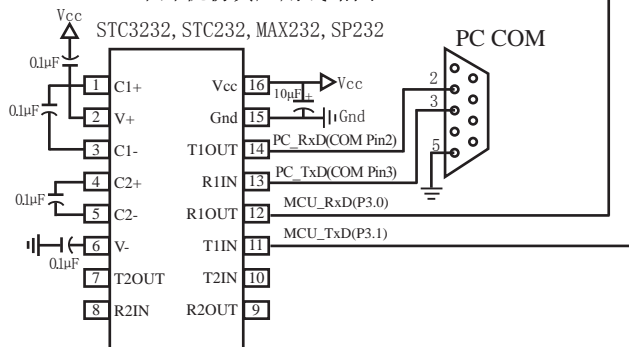 Vcc
STC3232, STC232, MAX232, SP232
PC COM
0.1μF
0.1μF
1 C1+
Vcc 16
Vcc
10μF +
2 V+
Gnd 15
Gnd
3 C1-
T1OUT 14
PC_RxD(COM Pin2)
2
3
5
4 C2+
R1IN 13
PC_TxD(COM Pin3)
0.1μF
5 C2-
R1OUT 12
MCU_RxD(P3.0)
6 V-
T1IN 11
MCU_TxD(P3.1)
0.1μF
7 T2OUT
T2IN 10
8 R2IN
R2OUT 9